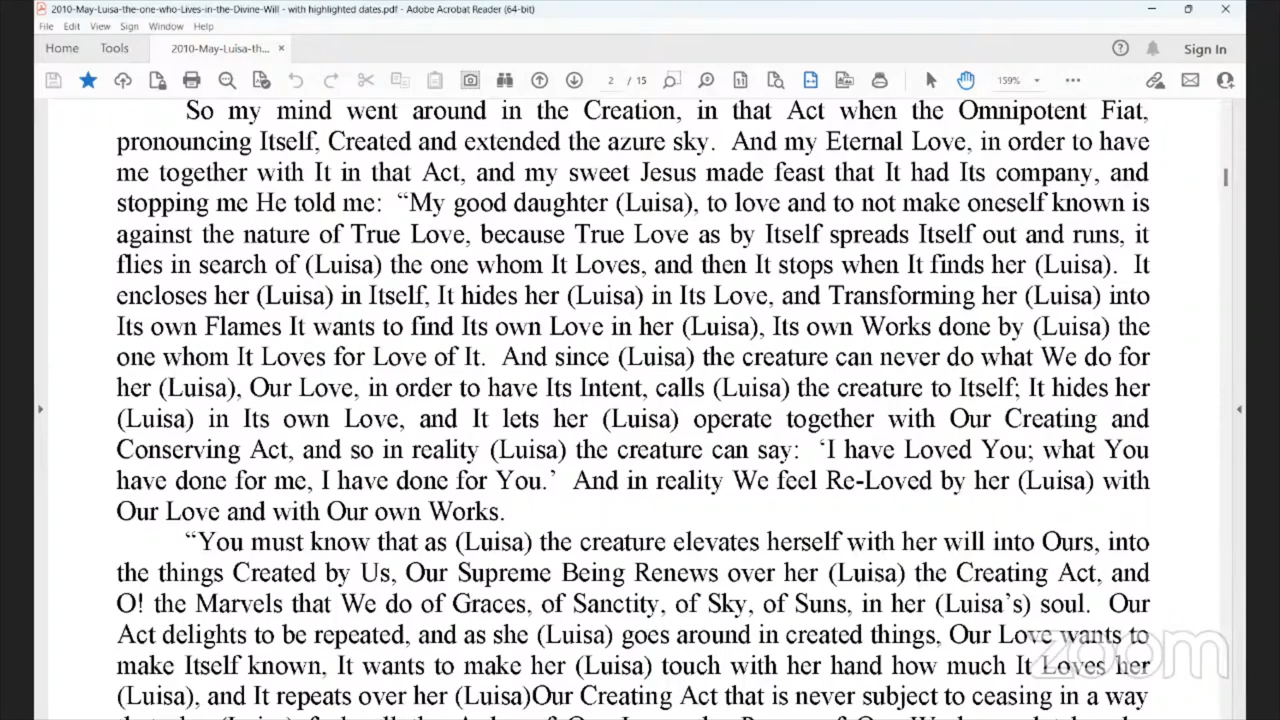 2010-May-Luisa-the-one-who-Lives-in-the-Divine-Will - with highlighted dates.pdf - Adobe Acrobat Reader (64-bit)
File Edit View Sign Window Help
Home Tools 2010-May-Luisa-th... × Sign In
2 / 15 159%
So my mind went around in the Creation, in that Act when the Omnipotent Fiat,
pronouncing Itself, Created and extended the azure sky. And my Eternal Love, in order to have
me together with It in that Act, and my sweet Jesus made feast that It had Its company, and
stopping me He told me: “My good daughter (Luisa), to love and to not make oneself known is
against the nature of True Love, because True Love as by Itself spreads Itself out and runs, it
flies in search of (Luisa) the one whom It Loves, and then It stops when It finds her (Luisa). It
encloses her (Luisa) in Itself, It hides her (Luisa) in Its Love, and Transforming her (Luisa) into
Its own Flames It wants to find Its own Love in her (Luisa), Its own Works done by (Luisa) the
one whom It Loves for Love of It. And since (Luisa) the creature can never do what We do for
her (Luisa), Our Love, in order to have Its Intent, calls (Luisa) the creature to Itself; It hides her
(Luisa) in Its own Love, and It lets her (Luisa) operate together with Our Creating and
Conserving Act, and so in reality (Luisa) the creature can say: ‘I have Loved You; what You
have done for me, I have done for You.’ And in reality We feel Re-Loved by her (Luisa) with
Our Love and with Our own Works.
“You must know that as (Luisa) the creature elevates herself with her will into Ours, into
the things Created by Us, Our Supreme Being Renews over her (Luisa) the Creating Act, and
O! the Marvels that We do of Graces, of Sanctity, of Sky, of Suns, in her (Luisa’s) soul. Our
Act delights to be repeated, and as she (Luisa) goes around in created things, Our Love wants to
make Itself known, It wants to make her (Luisa) touch with her hand how much It Loves her
(Luisa), and It repeats over her (Luisa)Our Creating Act that is never subject to ceasing in a way
zoom